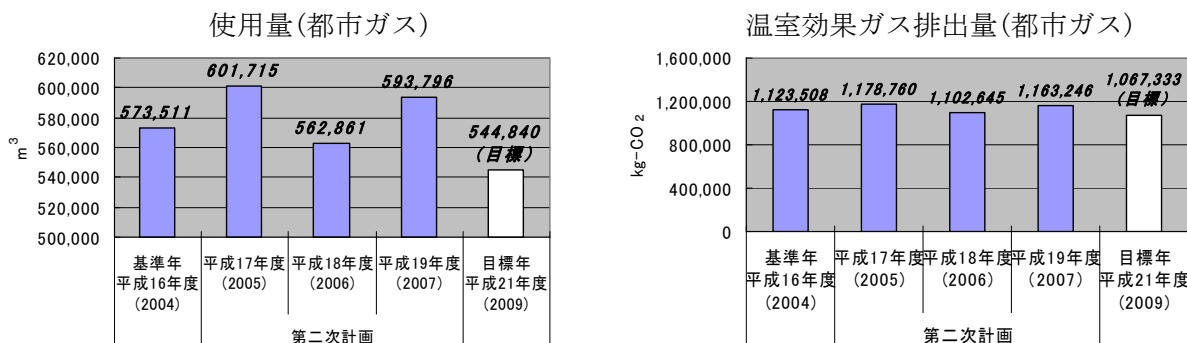 使用量(都市ガス)
m³
620,000
600,000
580,000
560,000
540,000
520,000
500,000
573,511
601,715
562,861
593,796
544,840
(目標)
基準年
平成16年度
(2004)
平成17年度
(2005)
平成18年度
(2006)
平成19年度
(2007)
目標年
平成21年度
(2009)
第二次計画
温室効果ガス排出量(都市ガス)
kg-CO₂
1,600,000
1,200,000
800,000
400,000
0
1,123,508
1,178,760
1,102,645
1,163,246
1,067,333
(目標)
基準年
平成16年度
(2004)
平成17年度
(2005)
平成18年度
(2006)
平成19年度
(2007)
目標年
平成21年度
(2009)
第二次計画